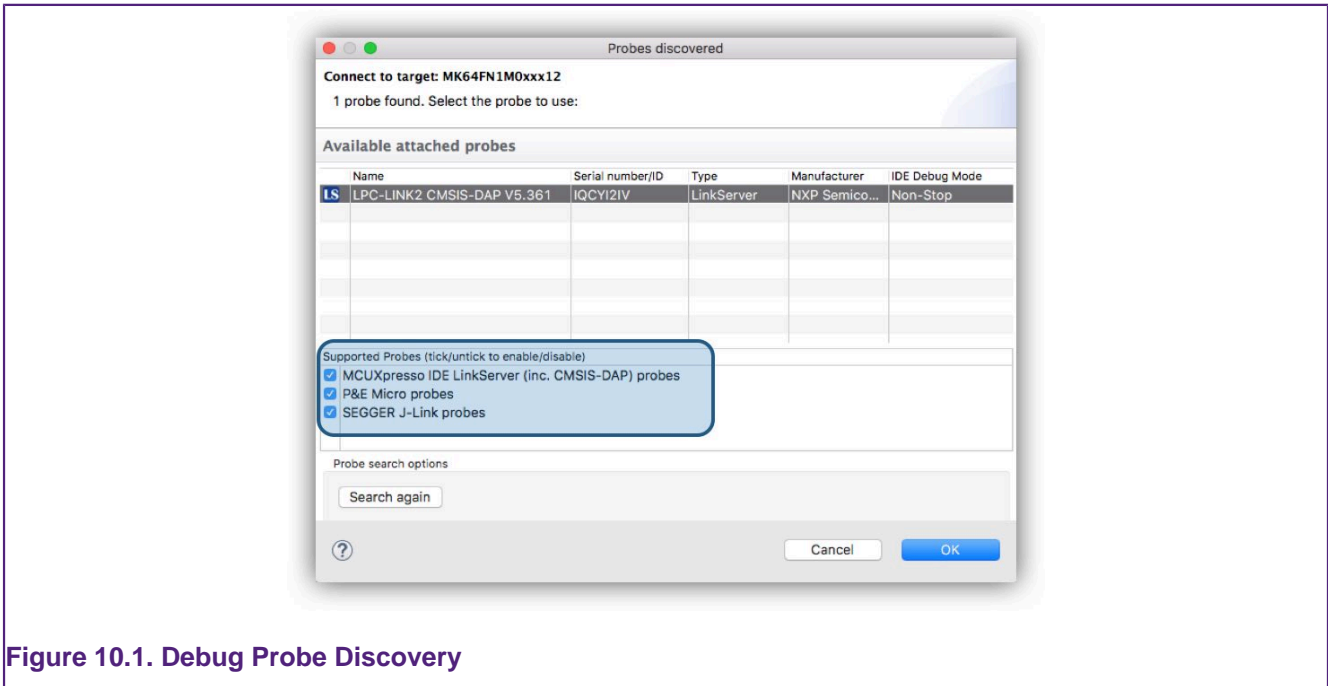 Probes discovered
Connect to target: MK64FN1M0xxx12
1 probe found. Select the probe to use:
Available attached probes
Name Serial number/ID Type Manufacturer IDE Debug Mode
LS LPC-LINK2 CMSIS-DAP V5.361 IQCYI2IV LinkServer NXP Semico... Non-Stop
Supported Probes (tick/untick to enable/disable)
MCUXpresso IDE LinkServer (inc. CMSIS-DAP) probes
P&E Micro probes
SEGGER J-Link probes
Probe search options
Search again
? Cancel OK
Figure 10.1. Debug Probe Discovery